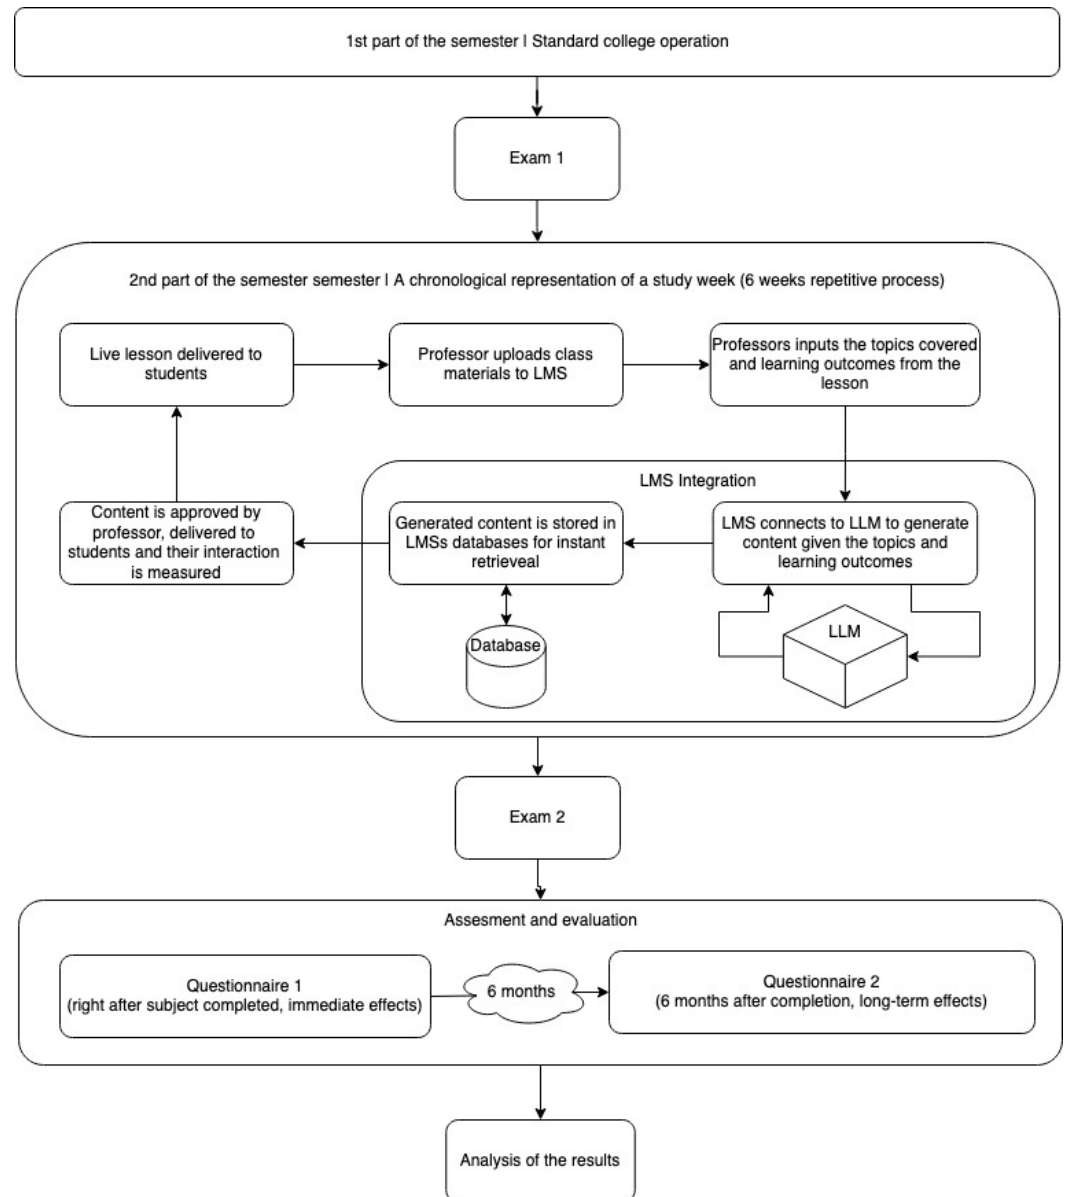 1st part of the semester | Standard college operation
Exam 1
2nd part of the semester semester | A chronological representation of a study week (6 weeks repetitive process)
Live lesson delivered to
students
Professor uploads class
materials to LMS
Professors inputs the topics covered
and learning outcomes from the
lesson
LMS Integration
Content is approved by
professor, delivered to
students and their interaction
is measured
Generated content is stored in
LMSs databases for instant
retrieveal
LMS connects to LLM to generate
content given the topics and
learning outcomes
Database
LLM
Exam 2
Assesment and evaluation
Questionnaire 1
(right after subject completed, immediate effects)
6 months
Questionnaire 2
(6 months after completion, long-term effects)
Analysis of the results